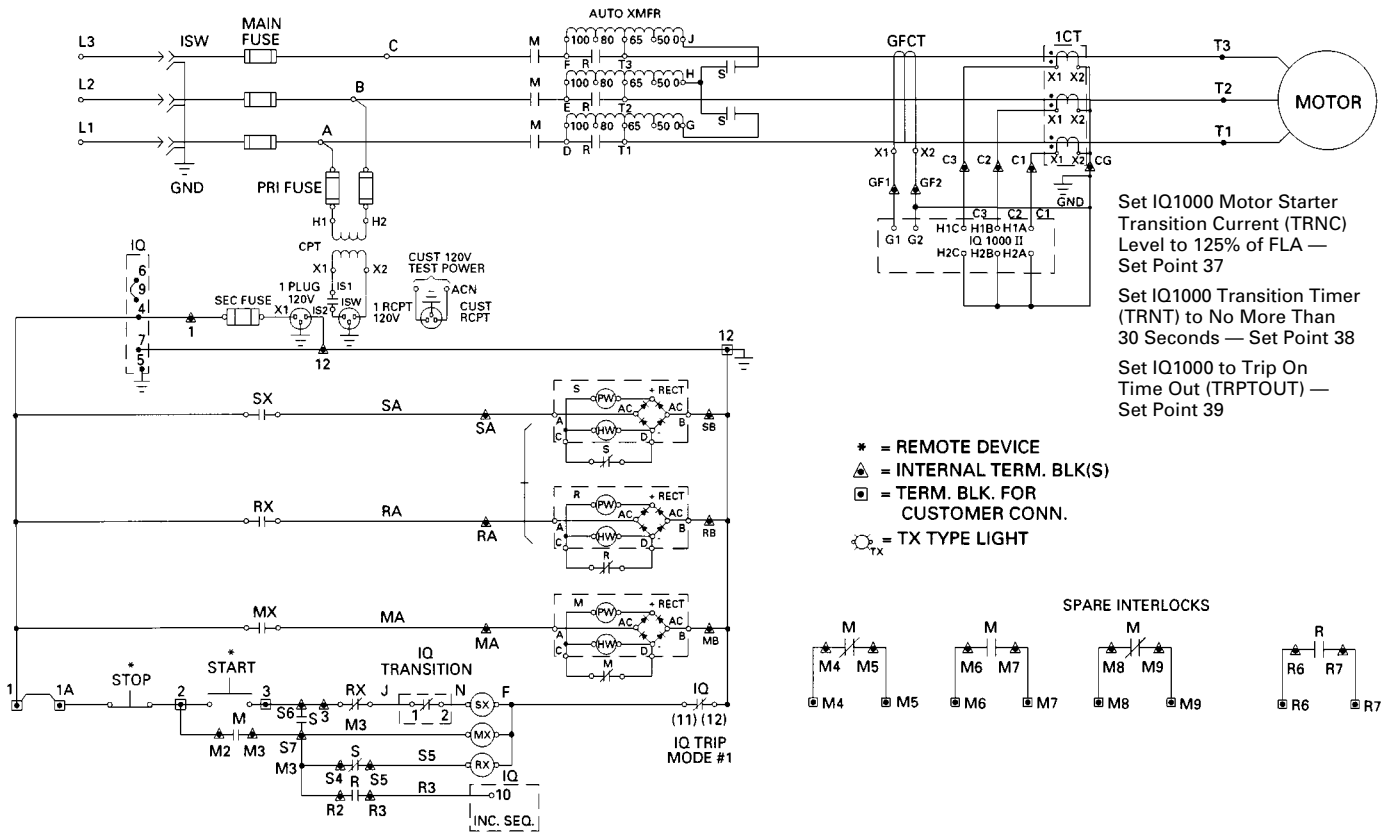 AUTO XMFR
L3 ISW MAIN FUSE C M 100 80 65 50 0 J GFCT 1CT T3
F R T3 S X1 X2
L2 B M 100 80 65 50 0 H T2 MOTOR
E R T2 S X1 X2
L1 A M 100 80 65 50 0 G T1
D R T1 X1 X2 C3 C2 C1 X1 X2 CG
GND PRI FUSE GF1 GF2 GND
H1 H2 C3 C2 C1
CPT G1 G2 H1C H1B H1A
IQ 1000 II
H2C H2B H2A
X1 X2
Set IQ1000 Motor Starter
Transition Current (TRNC)
Level to 125% of FLA —
Set Point 37
Set IQ1000 Transition Timer
(TRNT) to No More Than
30 Seconds — Set Point 38
Set IQ1000 to Trip On
Time Out (TRPTOUT) —
Set Point 39
IQ
6
9
4
7
5
1
SEC FUSE
X1
1 PLUG
120V
IS1
IS2
ISW
1 RCPT
120V
CUST 120V
TEST POWER
ACN
CUST
RCPT
12
12
SX SA SA S PW + RECT AC AC A HW B SB C D - S
RX RA RA R PW + RECT AC AC A HW B RB C D - R
MX MA MA M PW + RECT AC AC A HW B MB C D - M
* = REMOTE DEVICE
= INTERNAL TERM. BLK(S)
= TERM. BLK. FOR
CUSTOMER CONN.
TX = TX TYPE LIGHT
SPARE INTERLOCKS
M M M R
M4 M5 M6 M7 M8 M9 R6 R7
M4 M5 M6 M7 M8 M9 R6 R7
IQ
TRANSITION
1 1A * STOP 2 * START 3 S6 3 RX J 1 2 N SX F IQ
S M3 (11) (12)
M2 M M3 S7 MX IQ TRIP
MODE #1
M3 S4 S S5 S5 RX
R2 R R3 R3 IQ
10
INC. SEQ.